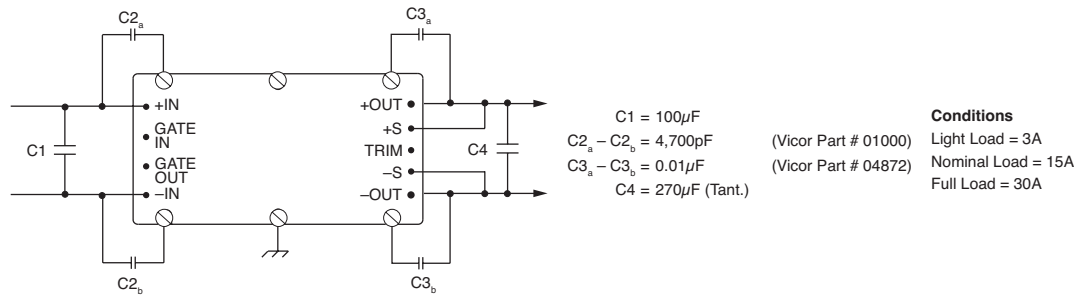 C2a
C3a
+IN
GATE
IN
GATE
OUT
–IN
C1
+OUT
+S
TRIM
–S
–OUT
C4
C2b
C3b
C1 = 100µF
C2a – C2b = 4,700pF (Vicor Part # 01000)
C3a – C3b = 0.01µF (Vicor Part # 04872)
C4 = 270µF (Tant.)
Conditions
Light Load = 3A
Nominal Load = 15A
Full Load = 30A